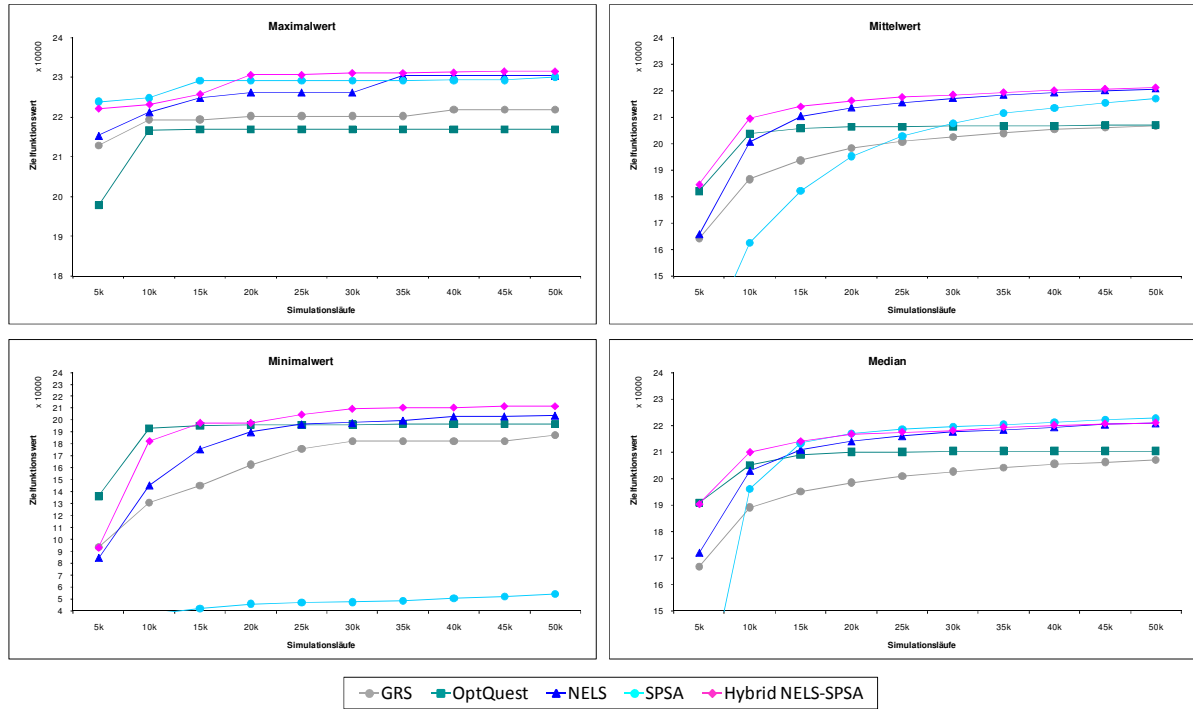 Maximalwert
x 10000
Zielfunktionswert
24
23
22
21
20
19
18
5k 10k 15k 20k 25k 30k 35k 40k 45k 50k
Simulationsläufe
Mittelwert
x 10000
Zielfunktionswert
24
23
22
21
20
19
18
17
16
15
5k 10k 15k 20k 25k 30k 35k 40k 45k 50k
Simulationsläufe
Minimalwert
x 10000
Zielfunktionswert
24
23
22
21
20
19
18
17
16
15
14
13
12
11
10
9
8
7
6
5
4
5k 10k 15k 20k 25k 30k 35k 40k 45k 50k
Simulationsläufe
Median
x 10000
Zielfunktionswert
24
23
22
21
20
19
18
17
16
15
5k 10k 15k 20k 25k 30k 35k 40k 45k 50k
Simulationsläufe
GRS OptQuest NELS SPSA Hybrid NELS-SPSA